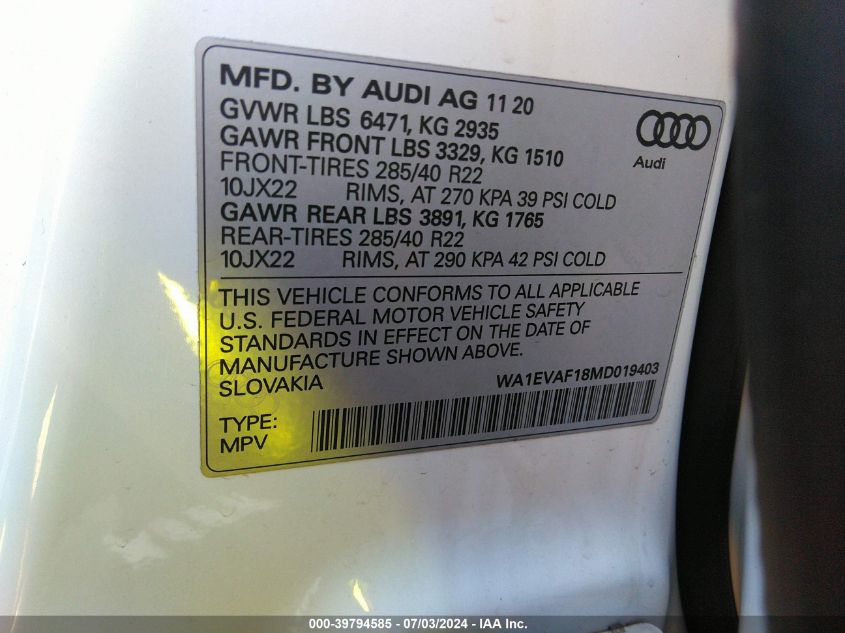 MFD. BY AUDI AG 11 20
GVWR LBS 6471, KG 2935
GAWR FRONT LBS 3329, KG 1510
FRONT-TIRES 285/40 R22
10JX22 RIMS, AT 270 KPA 39 PSI COLD
GAWR REAR LBS 3891, KG 1765
REAR-TIRES 285/40 R22
10JX22 RIMS, AT 290 KPA 42 PSI COLD
Audi
THIS VEHICLE CONFORMS TO ALL APPLICABLE
U.S. FEDERAL MOTOR VEHICLE SAFETY
STANDARDS IN EFFECT ON THE DATE OF
MANUFACTURE SHOWN ABOVE.
SLOVAKIA WA1EVAF18MD019403
TYPE:
MPV
000-39794585 - 07/03/2024 - IAA Inc.